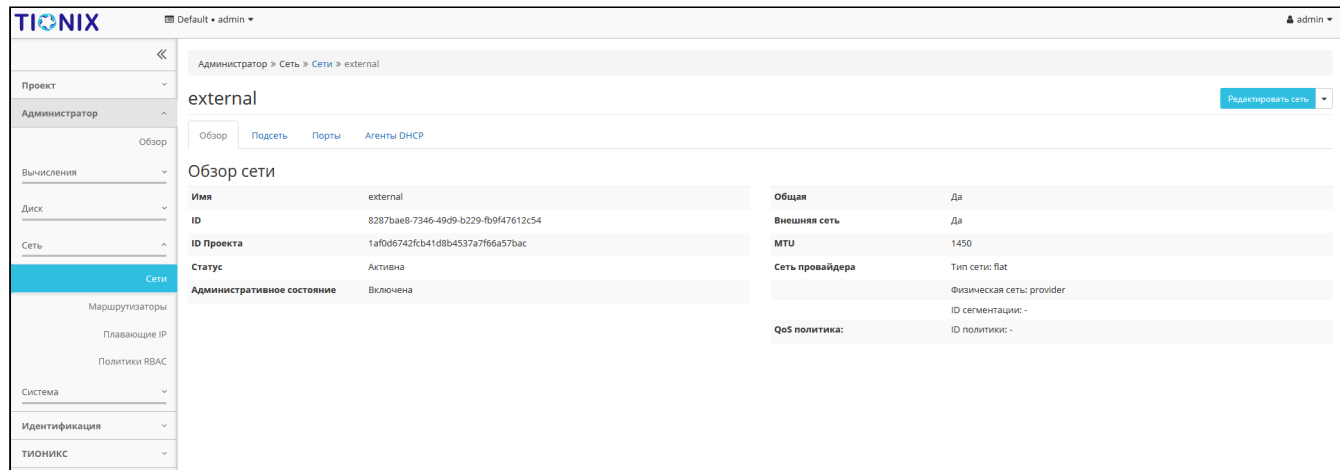 TIONIX
Default • admin
admin
Администратор » Сеть » Сети » external
Проект
Администратор
Обзор
Вычисления
Диск
Сеть
Сети
Маршрутизаторы
Плавающие IP
Политики RBAC
Система
Идентификация
ТИОНИКС
external
Редактировать сеть
Обзор Подсеть Порты Агенты DHCP
Обзор сети
Имя external
ID 8287bae8-7346-49d9-b229-fb9f47612c54
ID Проекта 1af0d6742fcb41d8b4537a7f66a57bac
Статус Активна
Административное состояние Включена
Общая Да
Внешняя сеть Да
MTU 1450
Сеть провайдера Тип сети: flat
Физическая сеть: provider
ID сегментации: -
QoS политика: ID политики: -